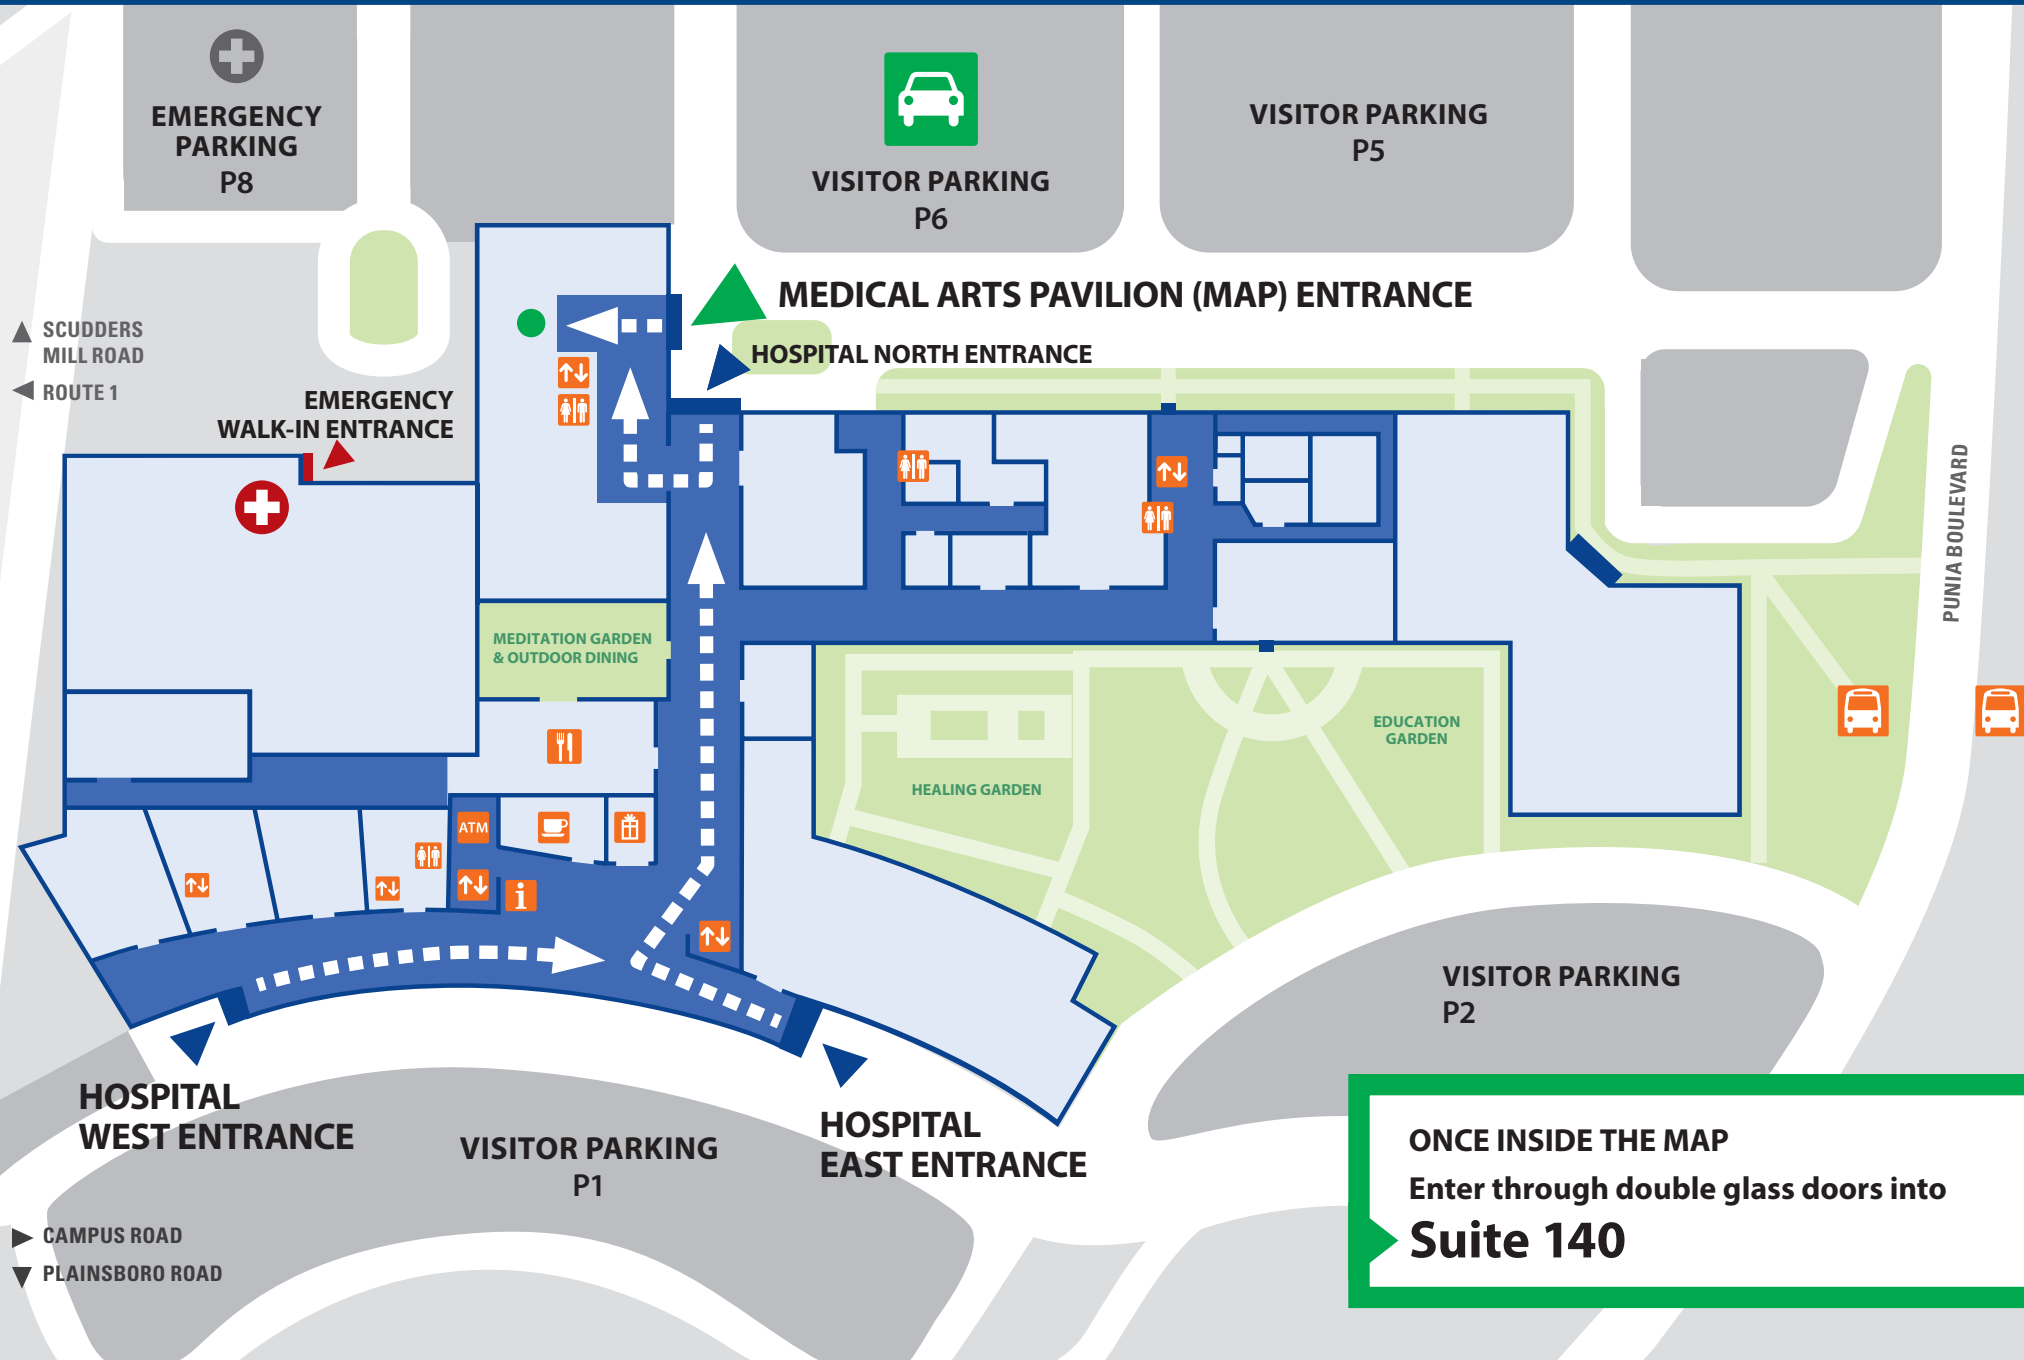 EMERGENCY
PARKING
P8
VISITOR PARKING
P6
VISITOR PARKING
P5
MEDICAL ARTS PAVILION (MAP) ENTRANCE
HOSPITAL NORTH ENTRANCE
SCUDDERS
MILL ROAD
ROUTE 1
EMERGENCY
WALK-IN ENTRANCE
PUNIA BOULEVARD
MEDITATION GARDEN
& OUTDOOR DINING
EDUCATION
GARDEN
HEALING GARDEN
ATM
i
VISITOR PARKING
P2
HOSPITAL
WEST ENTRANCE
VISITOR PARKING
P1
HOSPITAL
EAST ENTRANCE
CAMPUS ROAD
PLAINSBORO ROAD
ONCE INSIDE THE MAP
Enter through double glass doors into
Suite 140